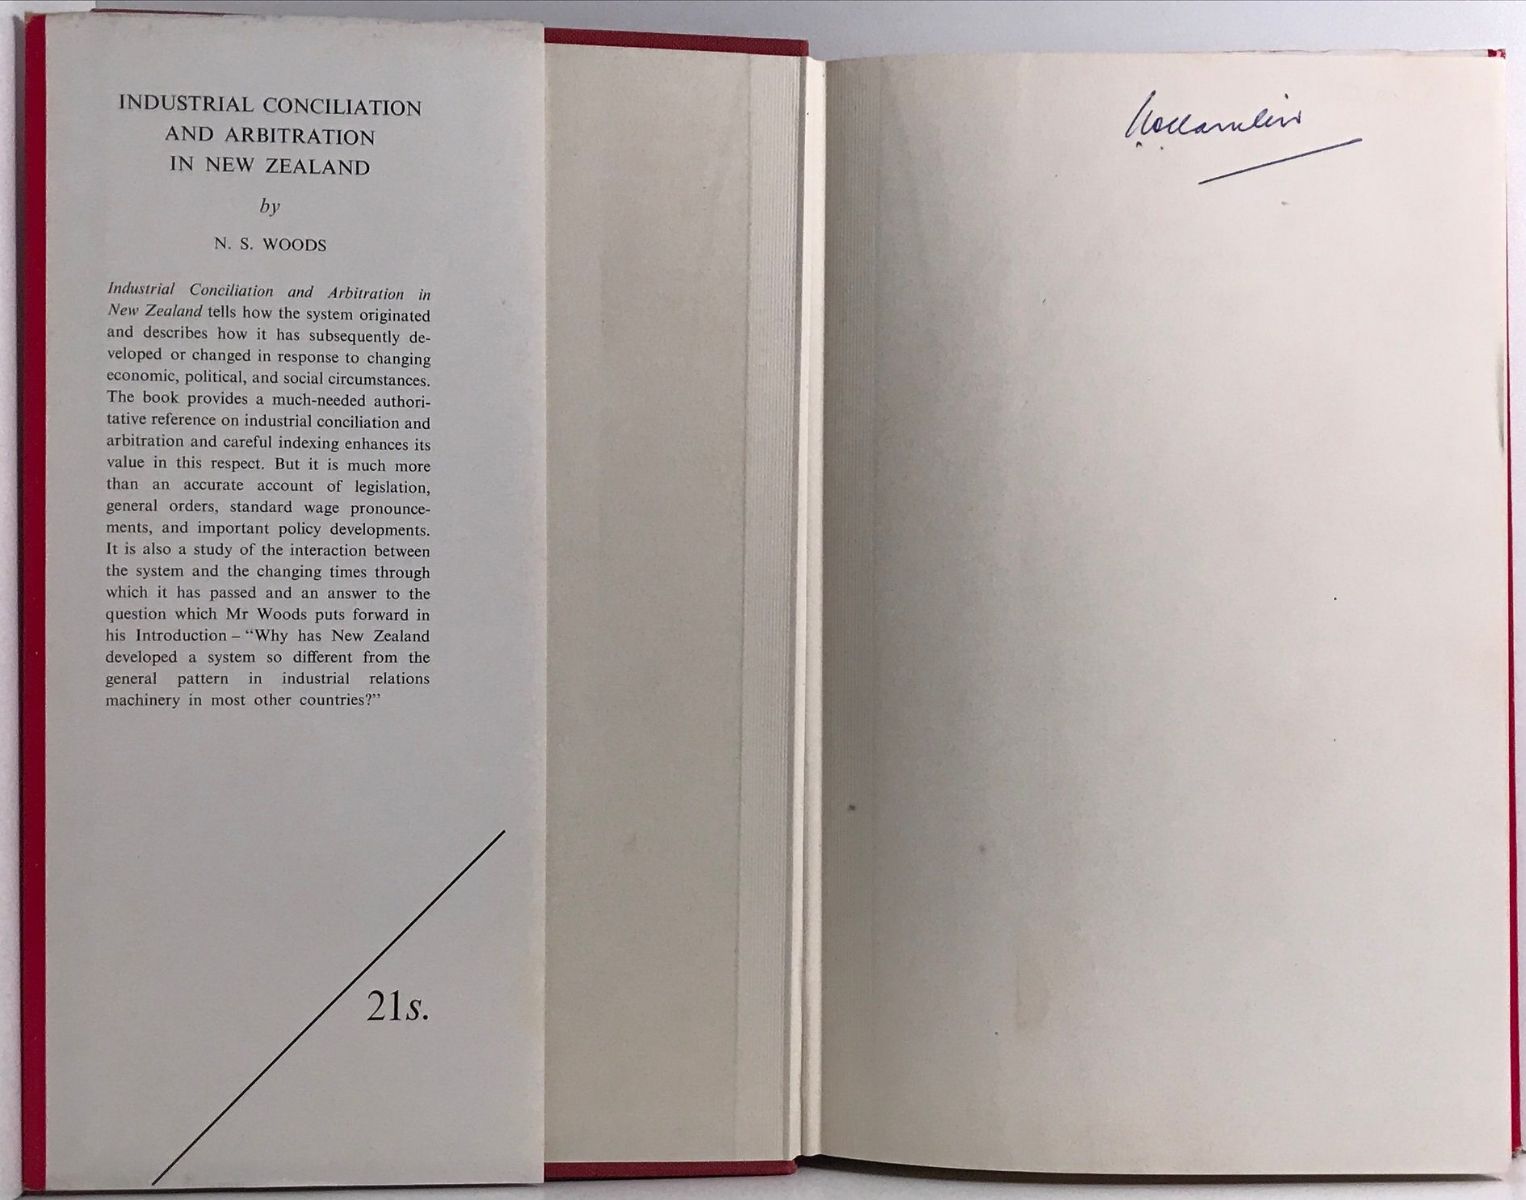 INDUSTRIAL CONCILIATION
AND ARBITRATION
IN NEW ZEALAND
by
N. S. WOODS
Industrial Conciliation and Arbitration in
New Zealand tells how the system originated
and describes how it has subsequently de-
veloped or changed in response to changing
economic, political, and social circumstances.
The book provides a much-needed authori-
tative reference on industrial conciliation and
arbitration and careful indexing enhances its
value in this respect. But it is much more
than an accurate account of legislation,
general orders, standard wage pronounce-
ments, and important policy developments.
It is also a study of the interaction between
the system and the changing times through
which it has passed and an answer to the
question which Mr Woods puts forward in
his Introduction – “Why has New Zealand
developed a system so different from the
general pattern in industrial relations
machinery in most other countries?”
21s.